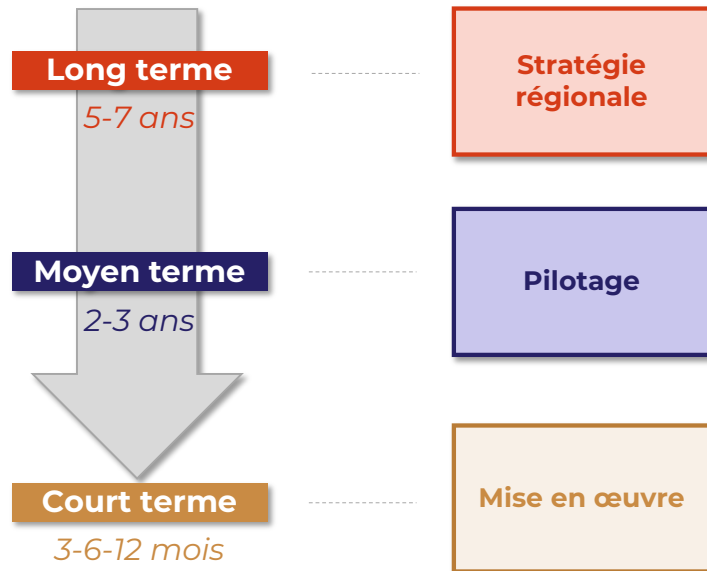 Long terme
5-7 ans
Stratégie
régionale
Moyen terme
2-3 ans
Pilotage
Court terme
3-6-12 mois
Mise en œuvre